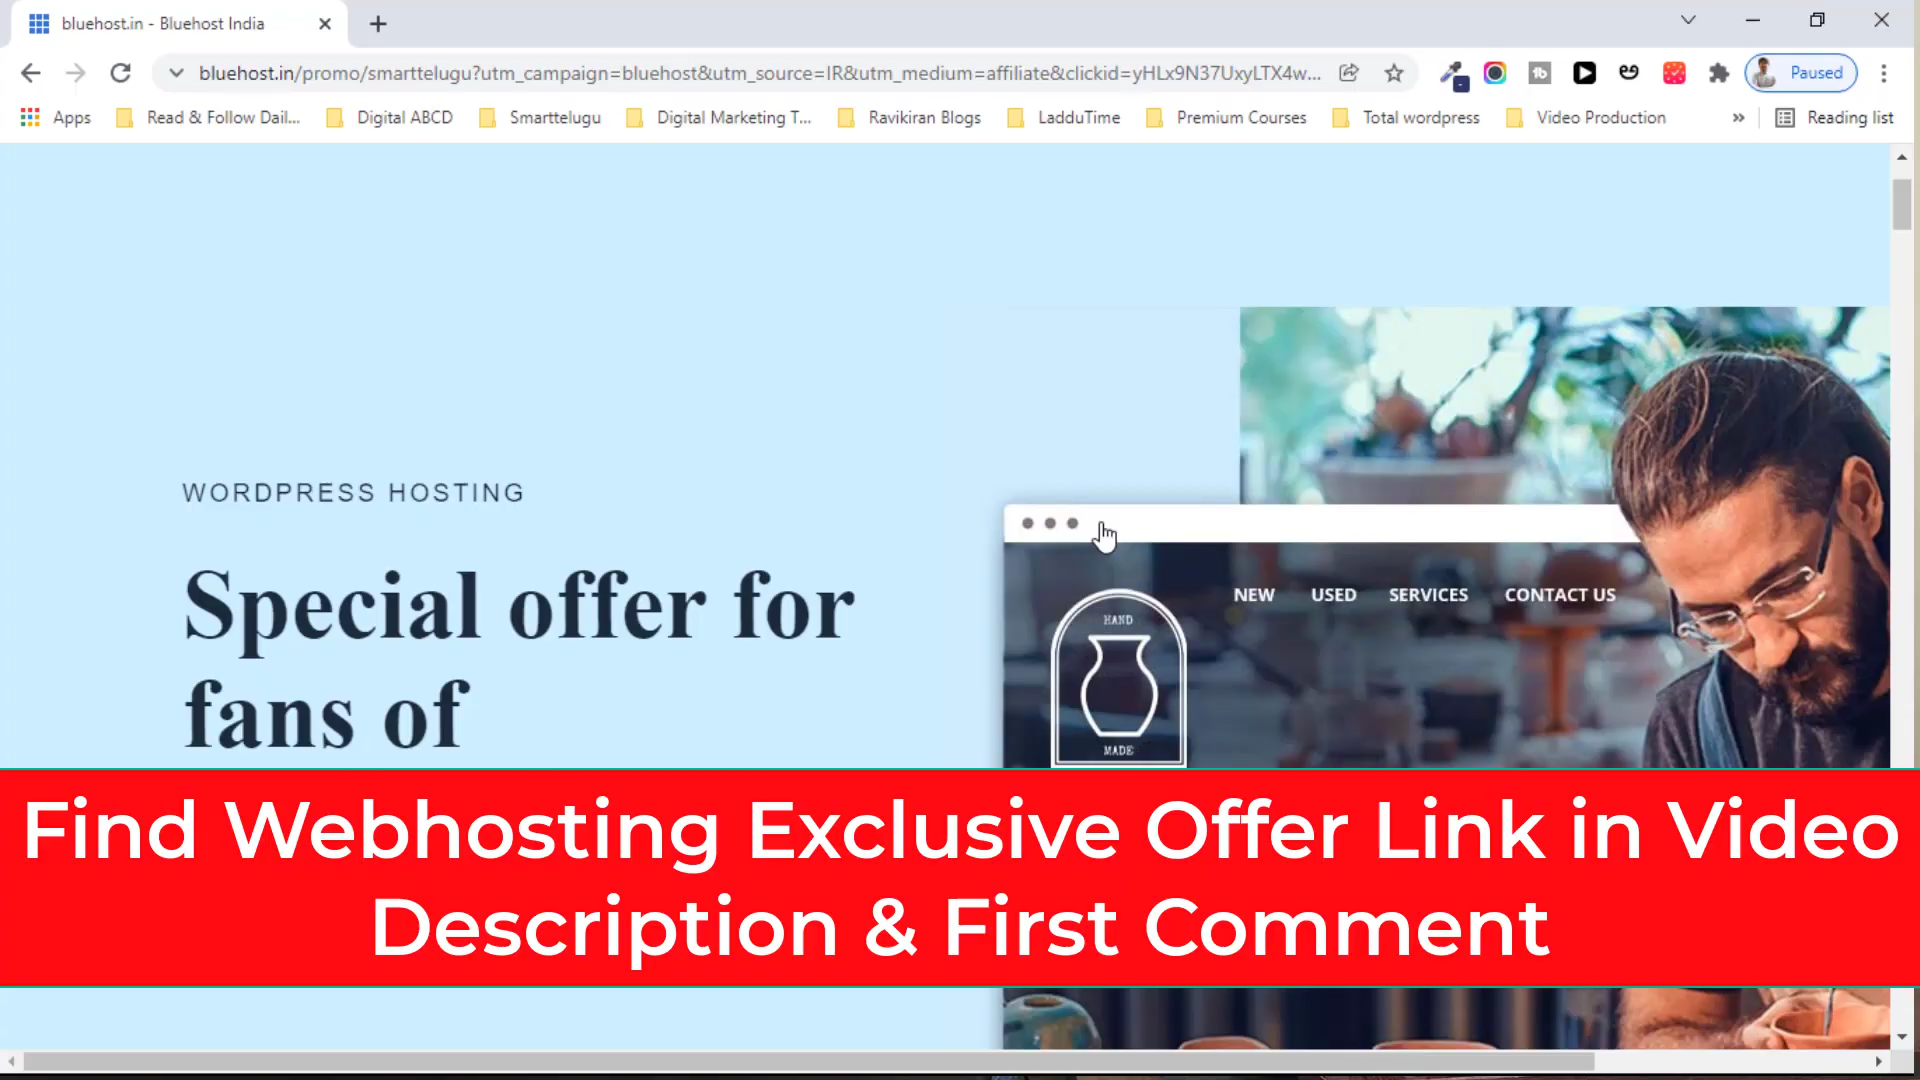 bluehost.in - Bluehost India
bluehost.in/promo/smarttelugu?utm_campaign=bluehost&utm_source=IR&utm_medium=affiliate&clickid=yHLx9N37UxyLTX4w...
Paused
Apps
Read & Follow Dail...
Digital ABCD
Smarttelugu
Digital Marketing T...
Ravikiran Blogs
LadduTime
Premium Courses
Total wordpress
Video Production
Reading list
WORDPRESS HOSTING
Special offer for
fans of
NEW USED SERVICES CONTACT US
HAND
MADE
Find Webhosting Exclusive Offer Link in Video
Description & First Comment